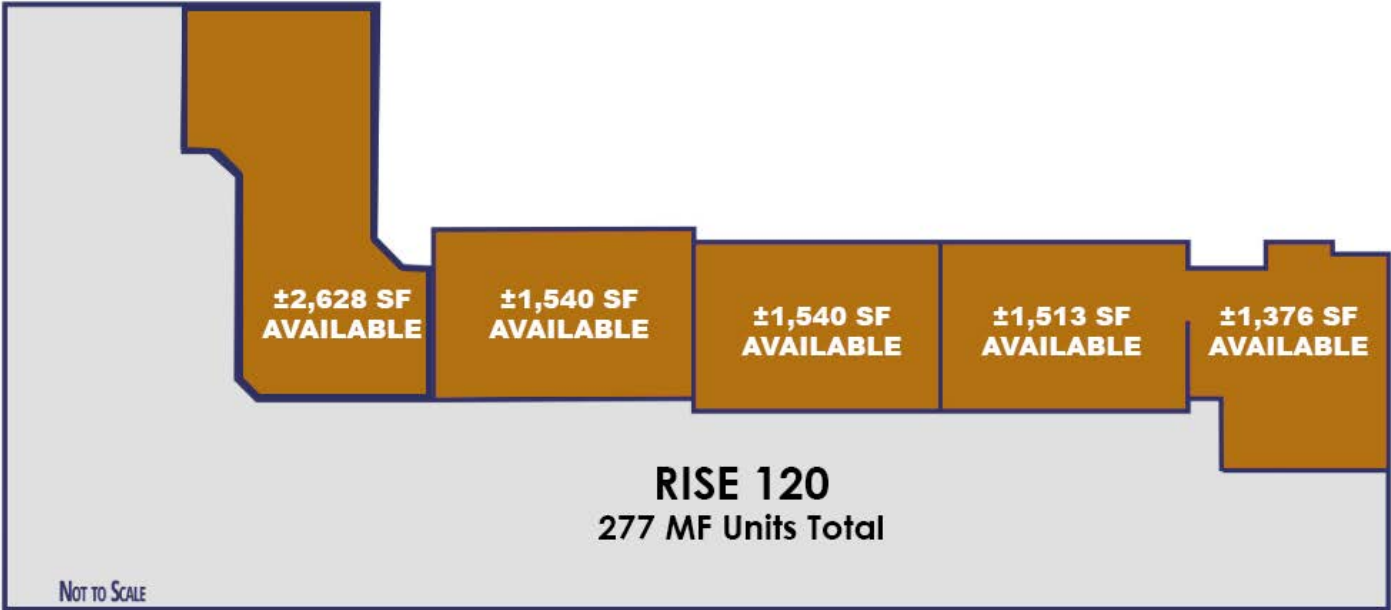 ±2,628 SF
AVAILABLE
±1,540 SF
AVAILABLE
±1,540 SF
AVAILABLE
±1,513 SF
AVAILABLE
±1,376 SF
AVAILABLE
RISE 120
277 MF Units Total
NOT TO SCALE